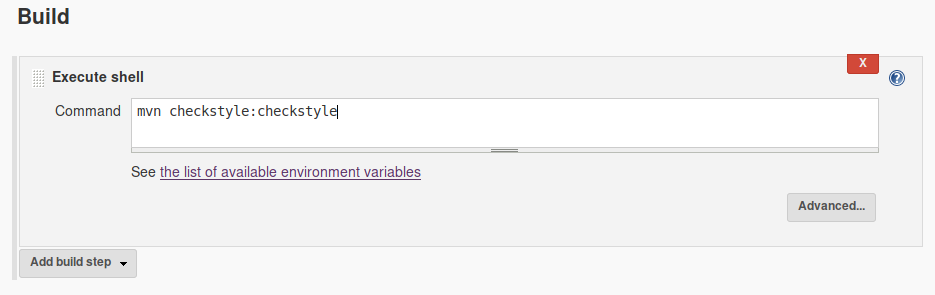 Build
X
Execute shell
?
Command mvn checkstyle:checkstyle
See the list of available environment variables
Advanced...
Add build step